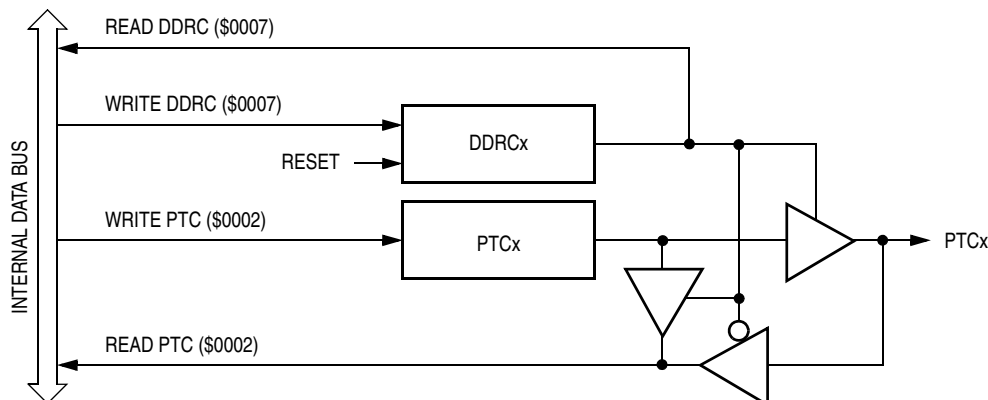 READ DDRC ($0007)
WRITE DDRC ($0007)
DDRCx
RESET
INTERNAL DATA BUS
WRITE PTC ($0002)
PTCx
PTCx
READ PTC ($0002)